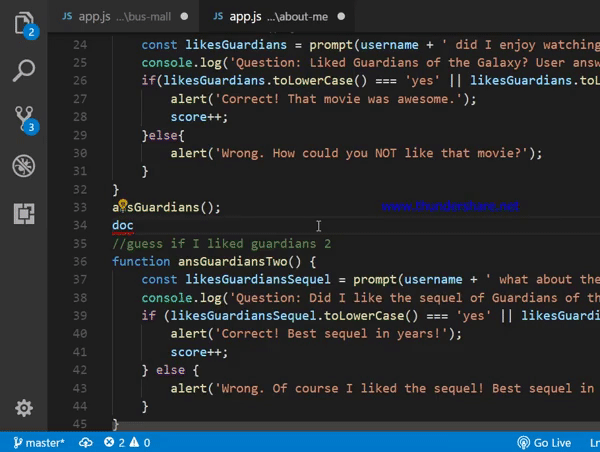 app.js ...\bus-mall
app.js ...\about-me
2
3
24 const likesGuardians = prompt(username + ' did I enjoy watching
25 console.log('Question: Liked Guardians of the Galaxy? User answ
26 if(likesGuardians.toLowerCase() === 'yes' || likesGuardians.toL
27 alert('Correct! That movie was awesome.');
28 score++;
29 }else{
30 alert('Wrong. How could you NOT like that movie?');
31 }
32 }
33 ansGuardians();
www.thundershare.net
34 doc
35 //guess if I liked guardians 2
36 function ansGuardiansTwo() {
37 const likesGuardiansSequel = prompt(username + ' what about the
38 console.log('Question: Did I like the sequel of Guardians of th
39 if (likesGuardiansSequel.toLowerCase() === 'yes' || likesGuardi
40 alert('Correct! Best sequel in years!');
41 score++;
42 } else {
43 alert('Wrong. Of course I liked the sequel! Best sequel in
44 }
45 }
master* 2 0 Go Live Ln